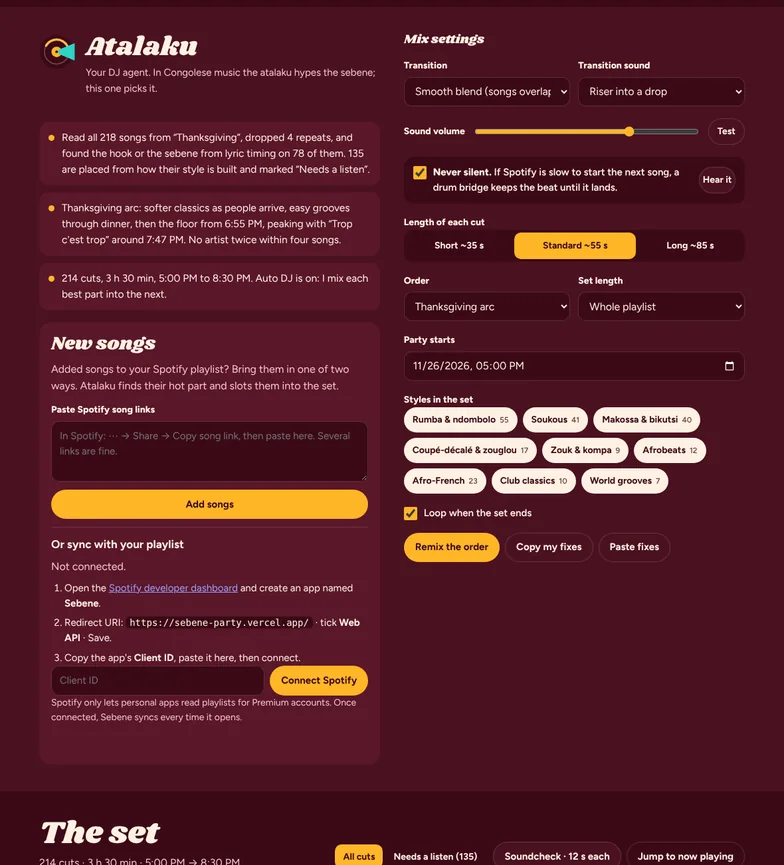 Atalaku
Your DJ agent. In Congolese music the atalaku hypes the sebene;
this one picks it.
Read all 218 songs from “Thanksgiving”, dropped 4 repeats, and
found the hook or the sebene from lyric timing on 78 of them. 135
are placed from how their style is built and marked “Needs a listen”.
Thanksgiving arc: softer classics as people arrive, easy grooves
through dinner, then the floor from 6:55 PM, peaking with “Trop
c'est trop” around 7:47 PM. No artist twice within four songs.
214 cuts, 3 h 30 min, 5:00 PM to 8:30 PM. Auto DJ is on: I mix each
best part into the next.
New songs
Added songs to your Spotify playlist? Bring them in one of two
ways. Atalaku finds their hot part and slots them into the set.
Paste Spotify song links
In Spotify: ··· → Share → Copy song link, then paste here. Several
links are fine.
Add songs
Or sync with your playlist
Not connected.
1. Open the Spotify developer dashboard and create an app named
Sebene.
2. Redirect URI: https://sebene-party.vercel.app/ · tick Web
API · Save.
3. Copy the app's Client ID, paste it here, then connect.
Client ID
Connect Spotify
Spotify only lets personal apps read playlists for Premium accounts. Once
connected, Sebene syncs every time it opens.
Mix settings
Transition
Transition sound
Smooth blend (songs overlap
Riser into a drop
Sound volume
Test
Never silent. If Spotify is slow to start the next song, a
drum bridge keeps the beat until it lands.
Hear it
Length of each cut
Short ~35 s
Standard ~55 s
Long ~85 s
Order
Set length
Thanksgiving arc
Whole playlist
Party starts
11/26/2026, 05:00 PM
Styles in the set
Rumba & ndombolo 55
Soukous 41
Makossa & bikutsi 40
Coupé-décalé & zouglou 17
Zouk & kompa 9
Afrobeats 12
Afro-French 23
Club classics 10
World grooves 7
Loop when the set ends
Remix the order
Copy my fixes
Paste fixes
The set
214 cuts · 3 h 30 min · 5:00 PM → 8:30 PM
All cuts
Needs a listen (135)
Soundcheck · 12 s each
Jump to now playing